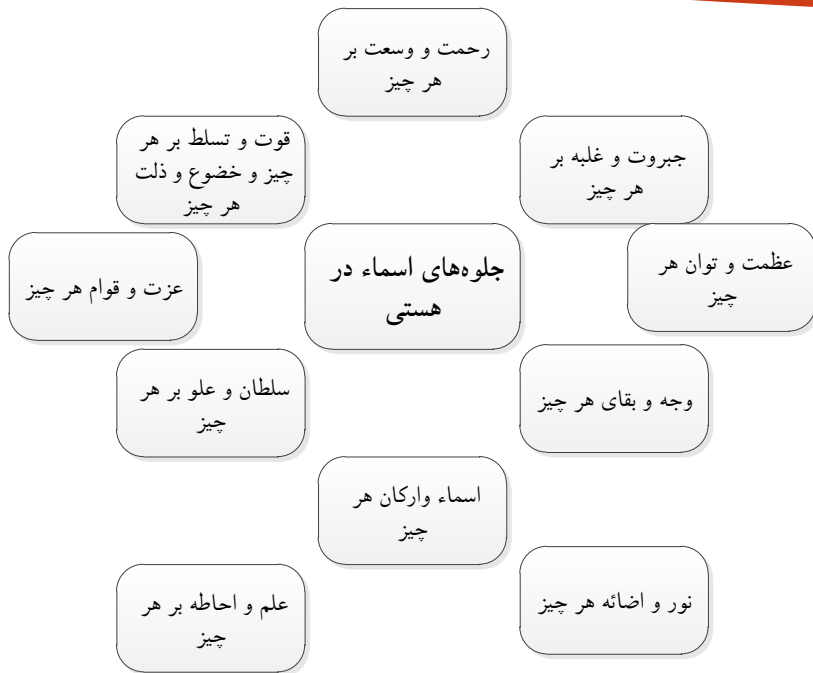 رحمت و وسعت بر
هر چیز
جبروت و غلبه بر
هر چیز
قوت و تسلط بر هر
چیز و خضوع و ذلت
هر چیز
عظمت و توان هر
چیز
جلوه‌های اسماء در
هستی
عزت و قوام هر چیز
وجه و بقای هر چیز
سلطان و علو بر هر
چیز
اسماء وارکان هر
چیز
نور و اضائه هر چیز
علم و احاطه بر هر
چیز